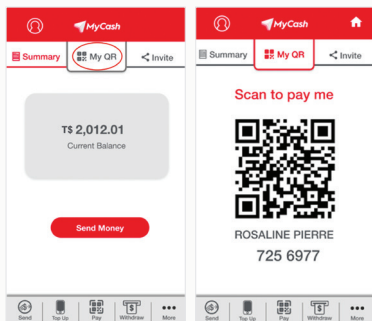 MyCash
Summary
My QR
Invite
T$ 2,012.01
Current Balance
Send Money
Send
Top Up
Pay
Withdraw
More
MyCash
Summary
My QR
Invite
Scan to pay me
ROSALINE PIERRE
725 6977
Send
Top Up
Pay
Withdraw
More